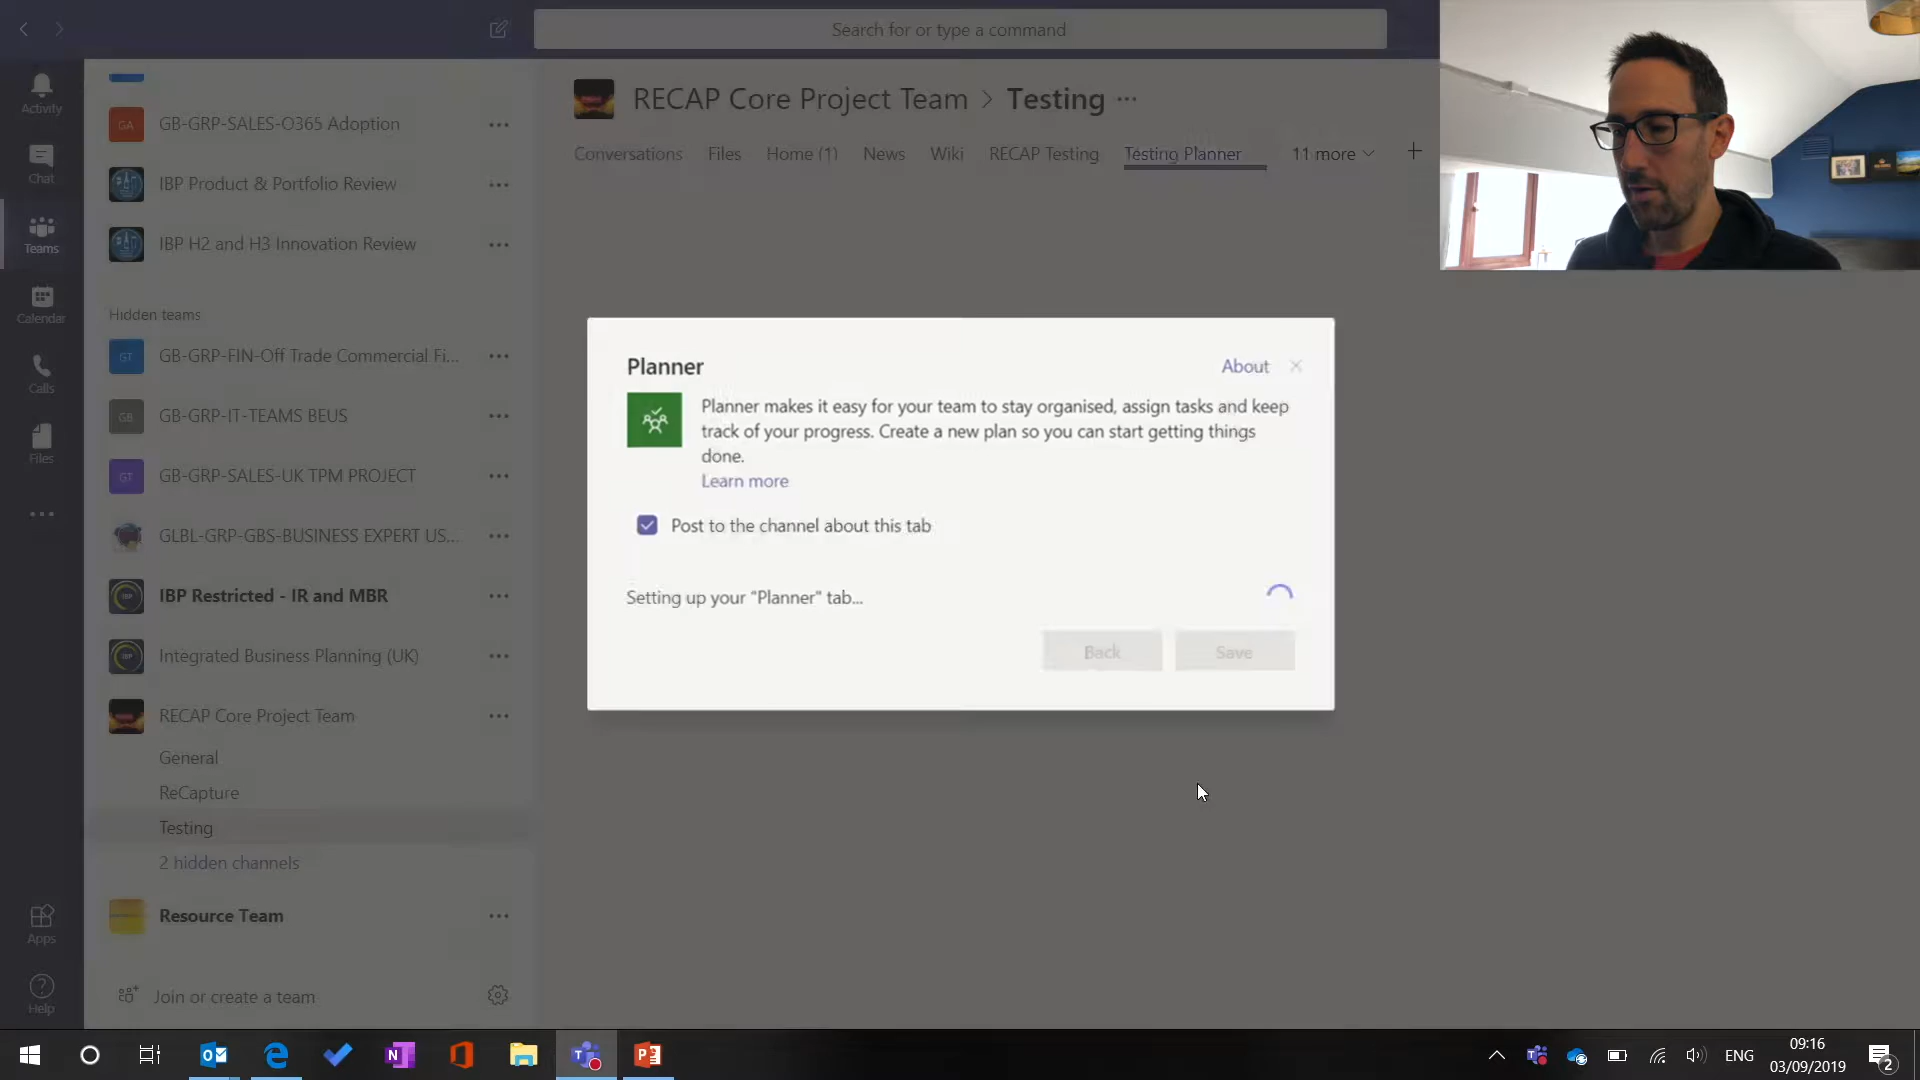 Search for or type a command
Activity
Chat
Teams
Calendar
Calls
Files
Apps
Help
GA
GB-GRP-SALES-O365 Adoption
IBP Product & Portfolio Review
IBP H2 and H3 Innovation Review
Hidden teams
GT
GB-GRP-FIN-Off Trade Commercial Fi...
GB
GB-GRP-IT-TEAMS BEUS
GT
GB-GRP-SALES-UK TPM PROJECT
GLBL-GRP-GBS-BUSINESS EXPERT US...
IBP Restricted - IR and MBR
Integrated Business Planning (UK)
RECAP Core Project Team
General
ReCapture
Testing
2 hidden channels
Resource Team
Join or create a team
RECAP Core Project Team > Testing ...
Conversations Files Home (1) News Wiki RECAP Testing Testing Planner 11 more
Planner
About
Planner makes it easy for your team to stay organised, assign tasks and keep
track of your progress. Create a new plan so you can start getting things
done.
Learn more
Post to the channel about this tab
Setting up your "Planner" tab...
Back
Save
ENG
09:16
03/09/2019
2